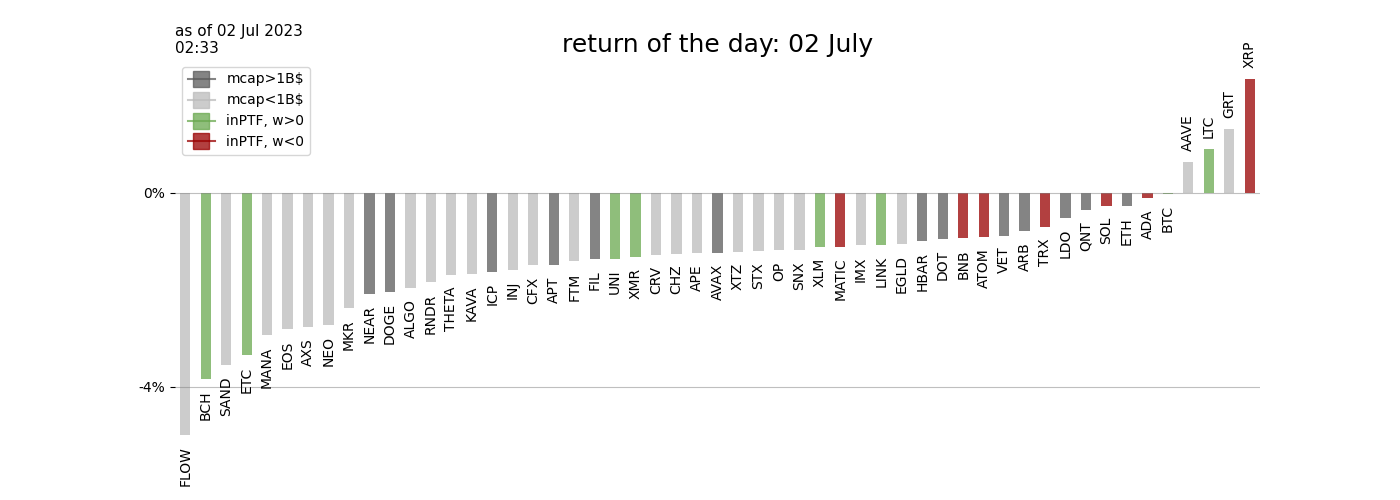 as of 02 Jul 2023
02:33
return of the day: 02 July
mcap>1B$
mcap<1B$
inPTF, w>0
inPTF, w<0
0%
-4%
FLOW
BCH
SAND
ETC
MANA
EOS
AXS
NEO
MKR
NEAR
DOGE
ALGO
RNDR
THETA
KAVA
ICP
INJ
CFX
APT
FTM
FIL
UNI
XMR
CRV
CHZ
APE
AVAX
XTZ
STX
OP
SNX
XLM
MATIC
IMX
LINK
EGLD
HBAR
DOT
BNB
ATOM
VET
ARB
TRX
LDO
QNT
SOL
ETH
ADA
BTC
AAVE
LTC
GRT
XRP